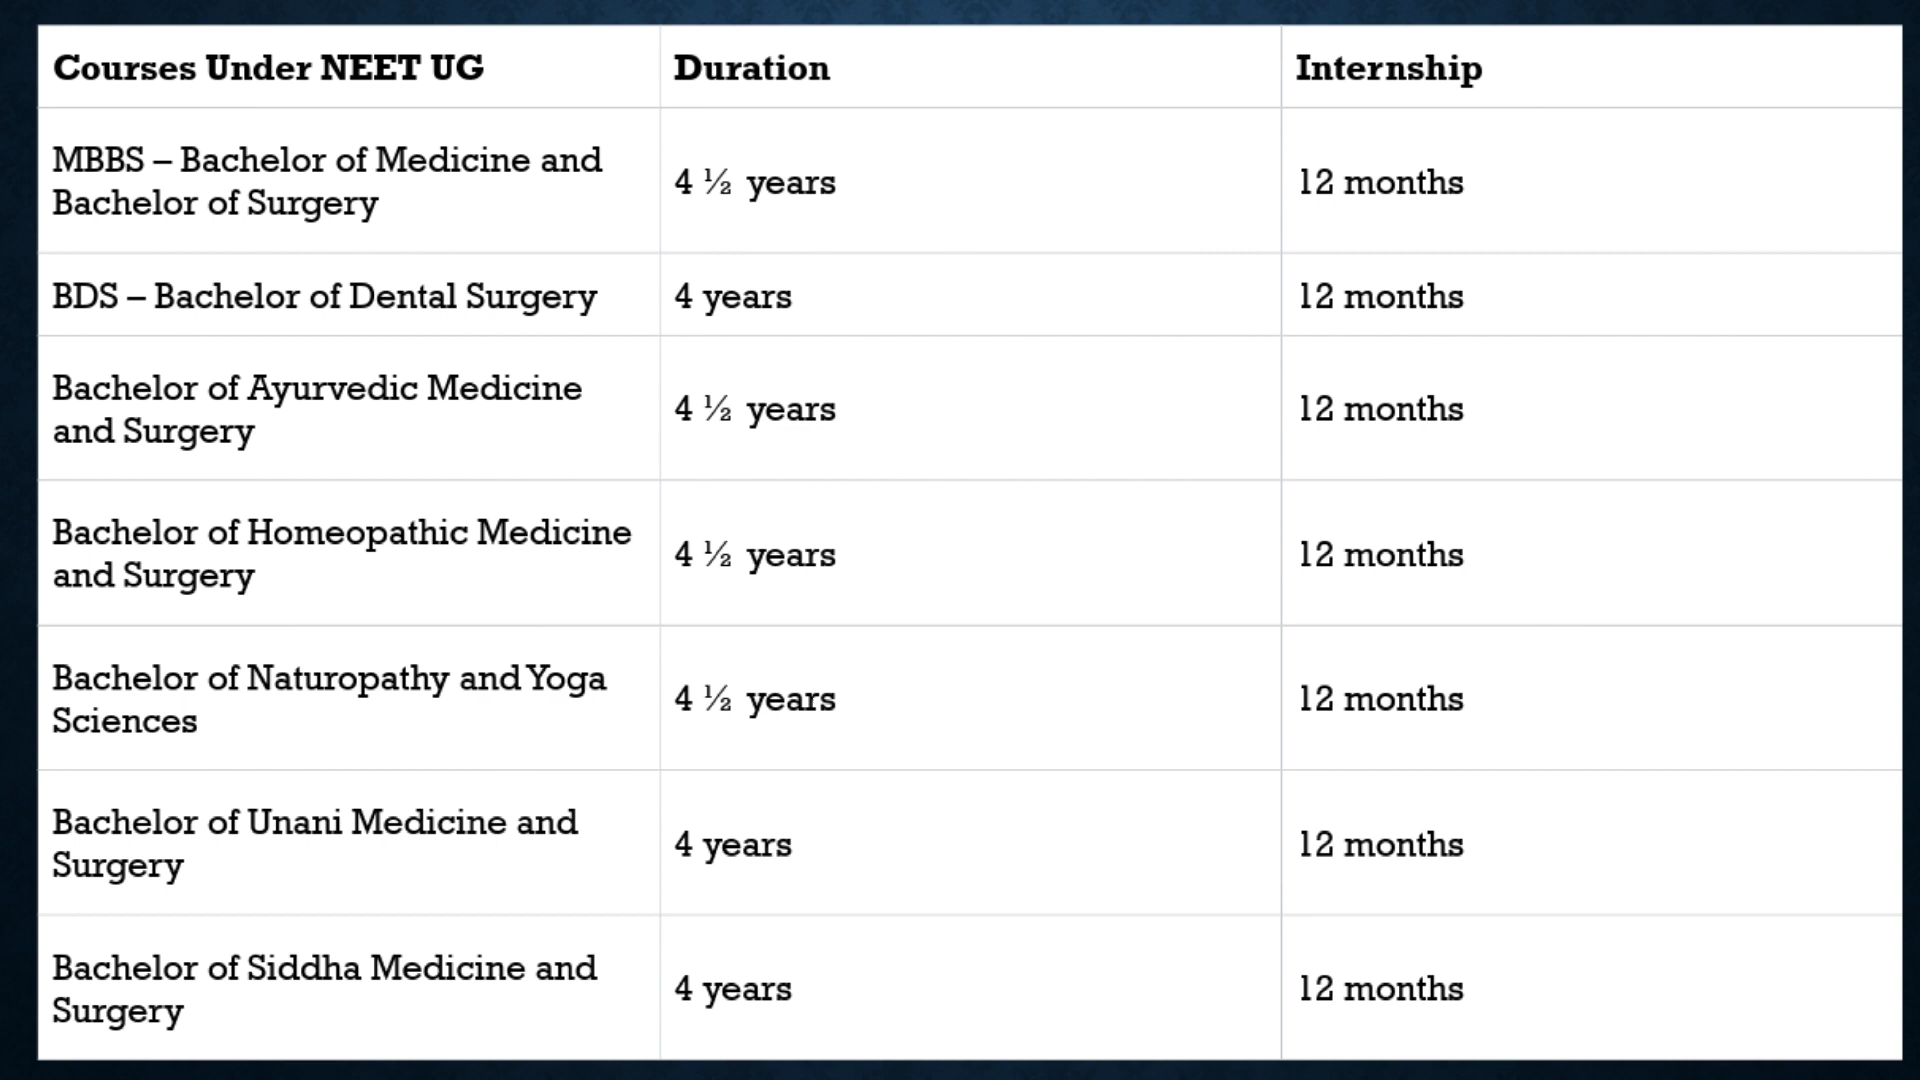 Courses Under NEET UG
Duration
Internship
MBBS – Bachelor of Medicine and
Bachelor of Surgery
4 ½ years
12 months
BDS – Bachelor of Dental Surgery
4 years
12 months
Bachelor of Ayurvedic Medicine
and Surgery
4 ½ years
12 months
Bachelor of Homeopathic Medicine
and Surgery
4 ½ years
12 months
Bachelor of Naturopathy and Yoga
Sciences
4 ½ years
12 months
Bachelor of Unani Medicine and
Surgery
4 years
12 months
Bachelor of Siddha Medicine and
Surgery
4 years
12 months